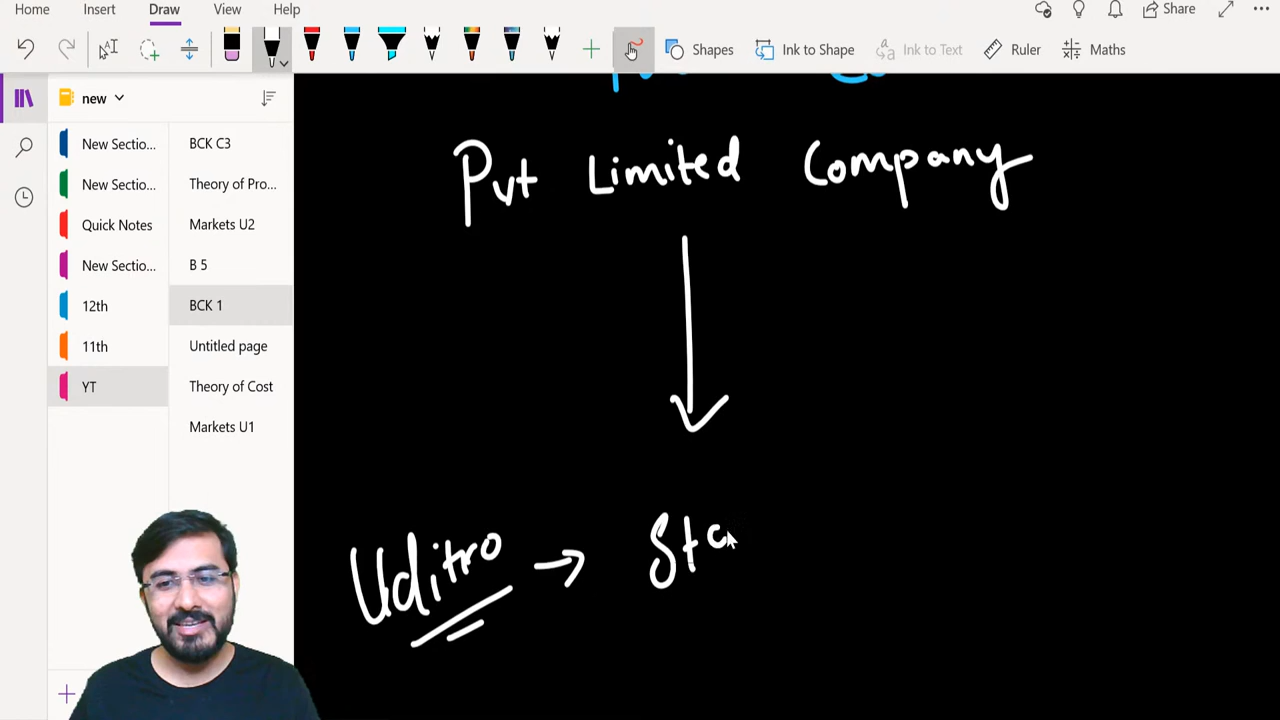 Home Insert Draw View Help Share
Shapes Ink to Shape Ink to Text Ruler Maths
new
New Sectio... BCK C3
New Sectio... Theory of Pro...
Quick Notes Markets U2
New Sectio... B 5
12th BCK 1
11th Untitled page
YT Theory of Cost
Markets U1
Pvt Limited Company
Uditro → Sta